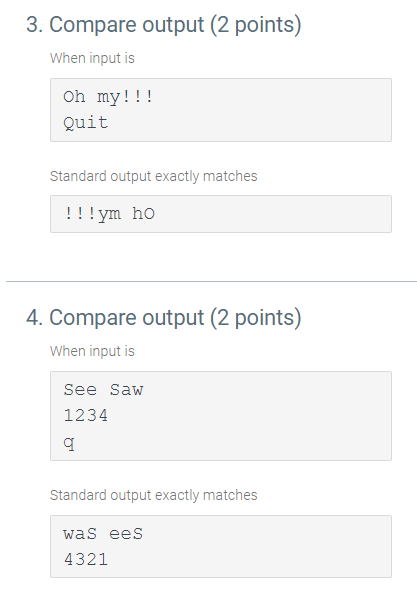 3. Compare output (2 points)
When input is
Oh my!!!
Quit
Standard output exactly matches
!!!ym hO
4. Compare output (2 points)
When input is
See Saw
1234
q
Standard output exactly matches
waS eeS
4321